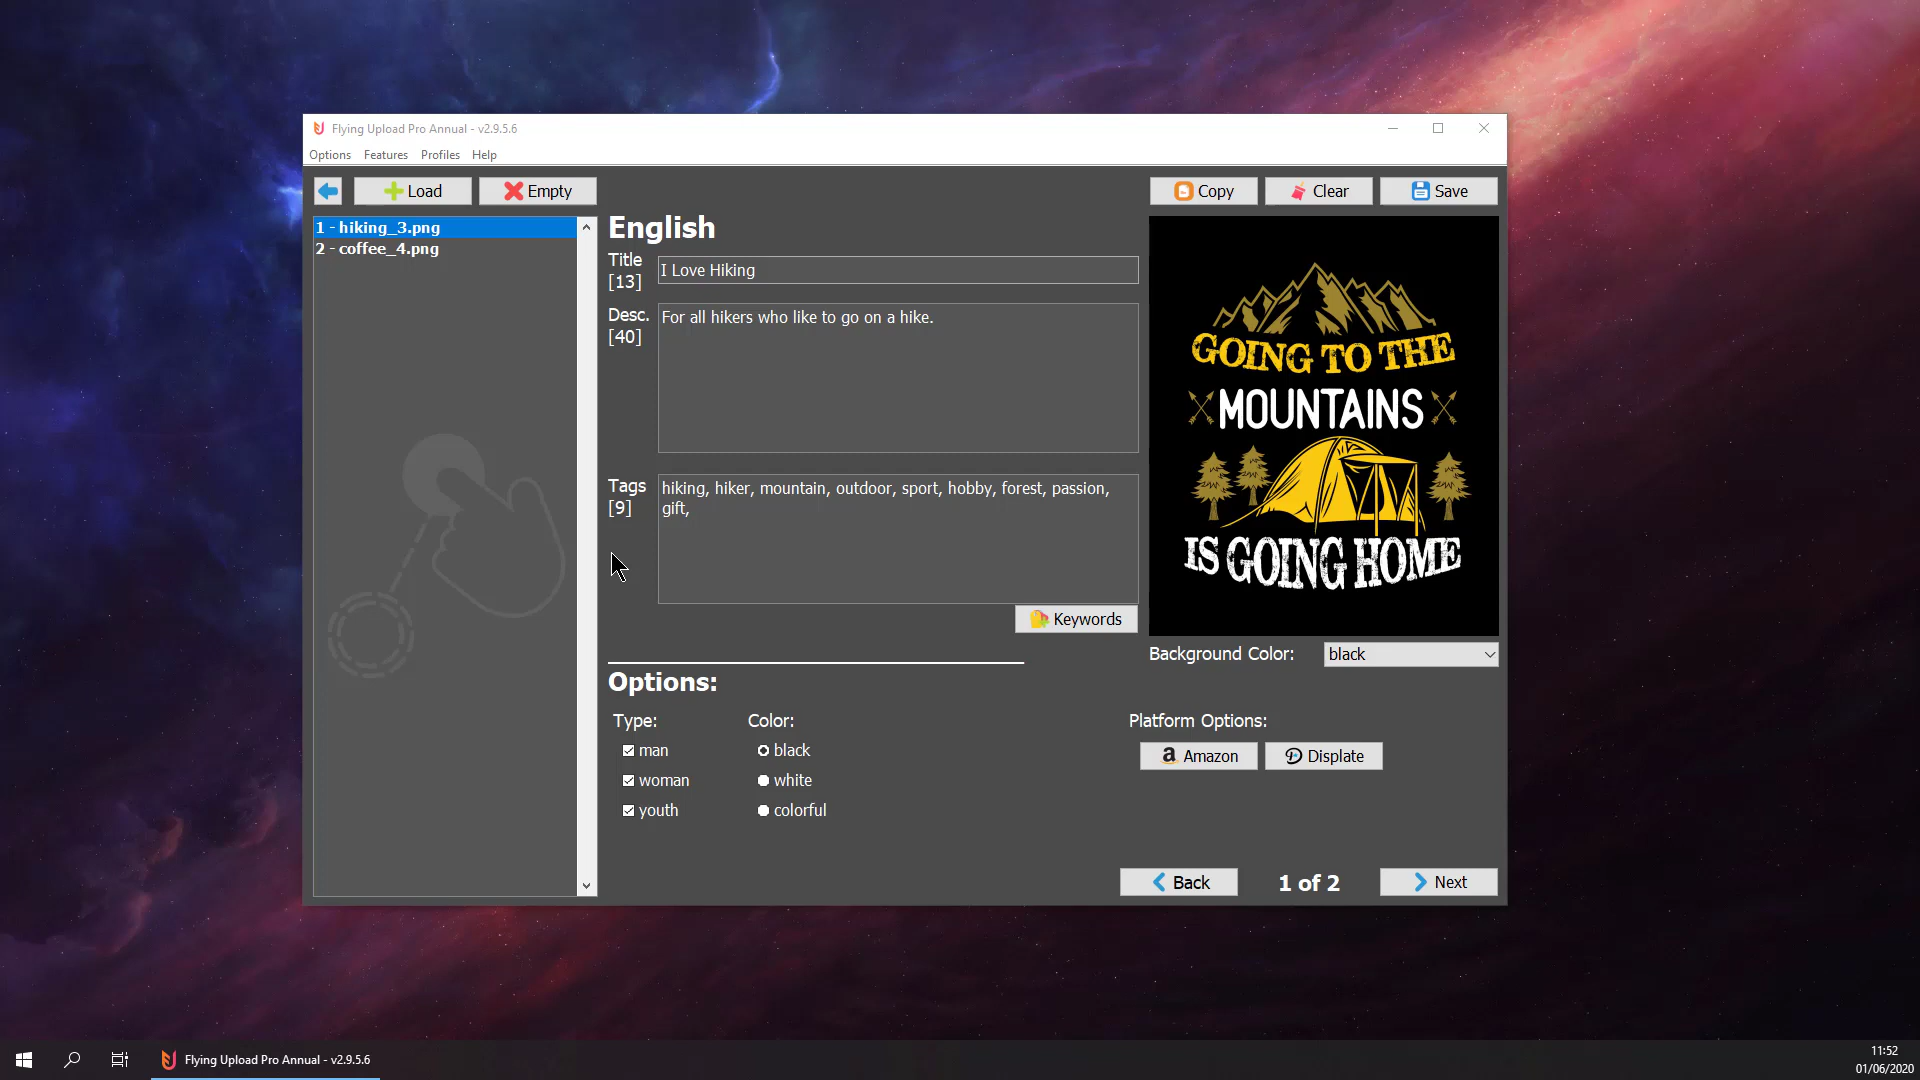 Flying Upload Pro Annual - v2.9.5.6
Options Features Profiles Help
Load Empty Copy Clear Save
1 - hiking_3.png
2 - coffee_4.png
English
Title
[13]
I Love Hiking
Desc.
[40]
For all hikers who like to go on a hike.
Tags
[9]
hiking, hiker, mountain, outdoor, sport, hobby, forest, passion,
gift,
Keywords
GOING TO THE
MOUNTAINS
IS GOING HOME
Background Color: black
Options:
Type:
man
woman
youth
Color:
black
white
colorful
Platform Options:
Amazon Displate
Back 1 of 2 Next
Flying Upload Pro Annual - v2.9.5.6
11:52
01/06/2020